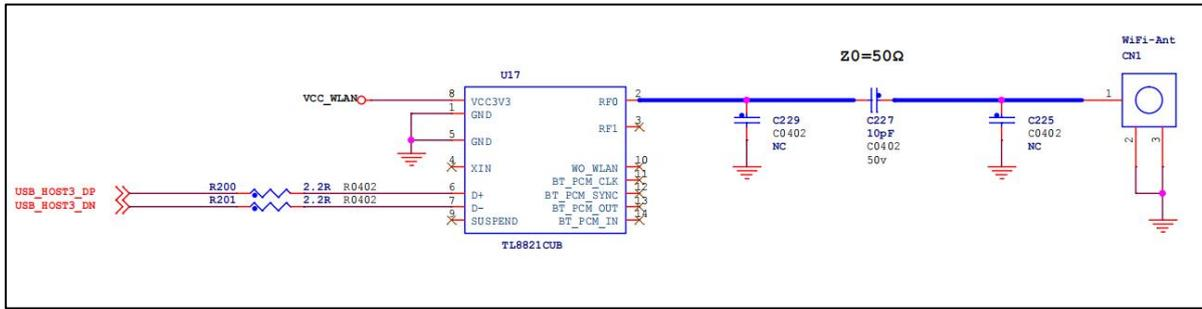 WiFi-Ant
CN1
Z0=50Ω
U17
VCC_WLAN
8
VCC3V3
RF0
2
1
1
GND
C229
C227
C225
5
GND
RF1
3
C0402
10pF
C0402
NC
C0402
NC
50v
2
3
4
XIN
WO_WLAN
10
BT_PCM_CLK
11
USB_HOST3_DP
R200
2.2R
R0402
6
D+
BT_PCM_SYNC
12
USB_HOST3_DN
R201
2.2R
R0402
7
D-
BT_PCM_OUT
13
9
SUSPEND
BT_PCM_IN
14
TL8821CUB